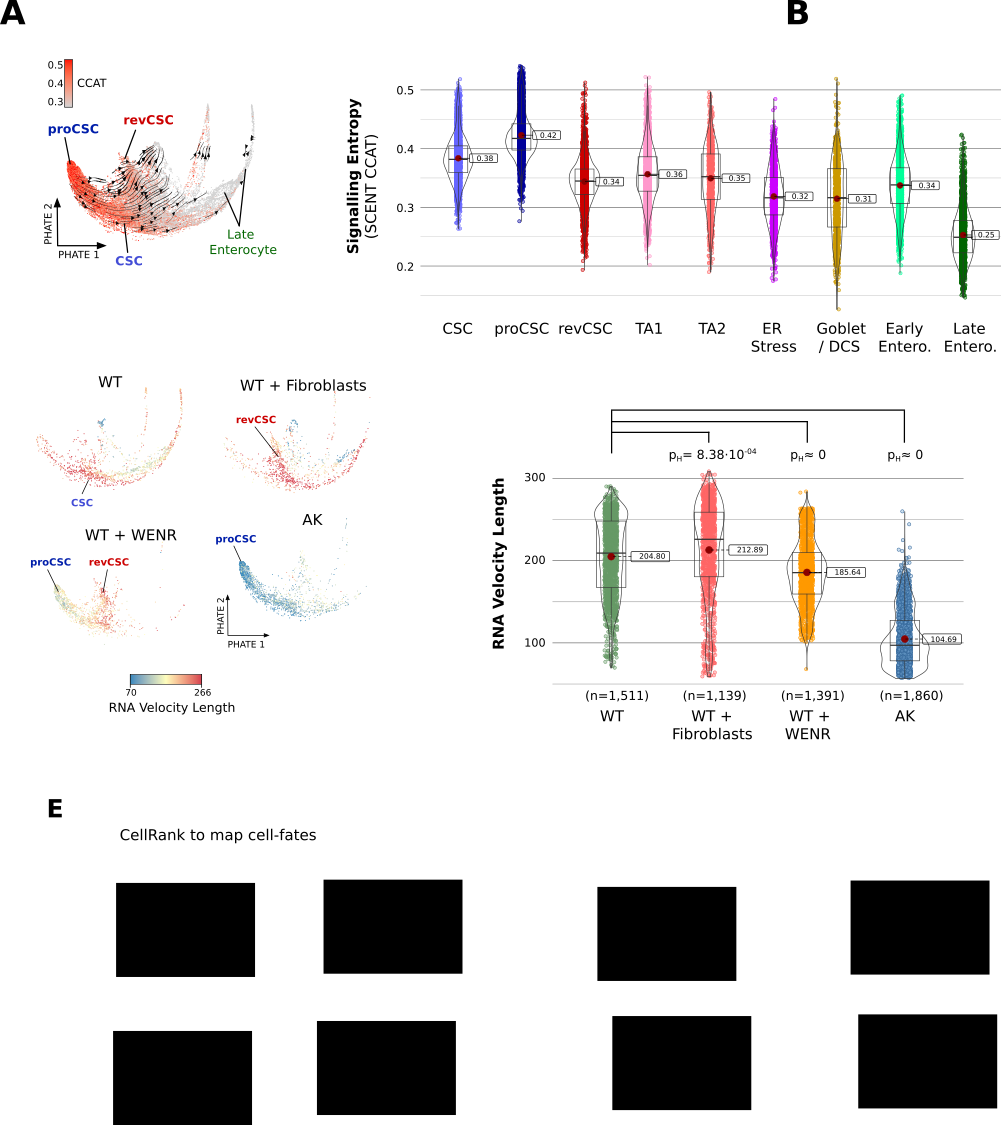 A
B
0.5
0.4
0.3
CCAT
proCSC
revCSC
PHATE 2
PHATE 1
CSC
Late
Enterocyte
Signalling Entropy
(SCENT CCAT)
0.5
0.4
0.3
0.2
0.38
0.42
0.34
0.36
0.35
0.32
0.31
0.34
0.25
CSC
proCSC
revCSC
TA1
TA2
ER
Stress
Goblet
/ DCS
Early
Entero.
Late
Entero.
WT
WT + Fibroblasts
revCSC
CSC
WT + WENR
AK
proCSC
revCSC
proCSC
PHATE 2
PHATE 1
70
266
RNA Velocity Length
RNA Velocity Length
300
200
100
pH= 8.38·10-04
pH≈ 0
pH≈ 0
204.80
212.89
185.64
104.69
(n=1,511)
(n=1,139)
(n=1,391)
(n=1,860)
WT
WT +
Fibroblasts
WT +
WENR
AK
E
CellRank to map cell-fates